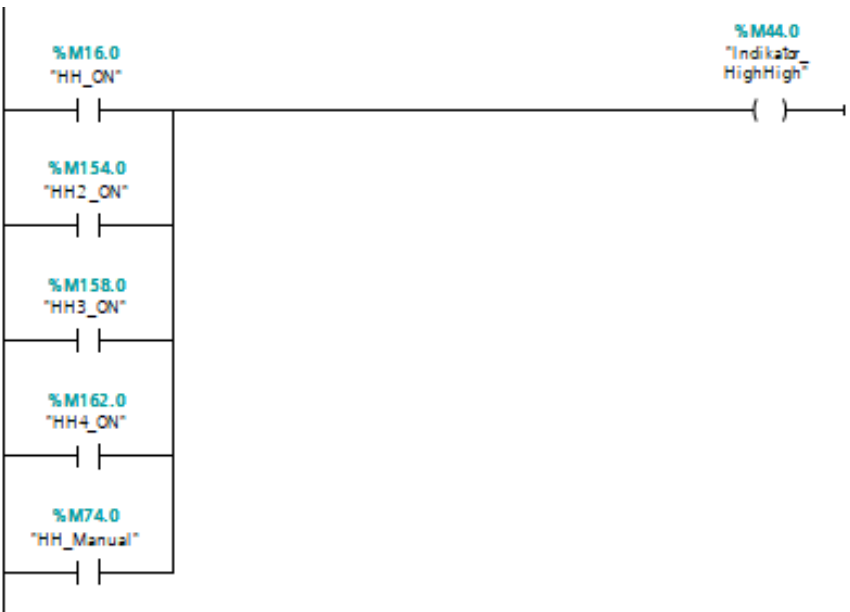 %M16.0
"HH_ON"
%M44.0
"Indikator_
HighHigh"
%M154.0
"HH2_ON"
%M158.0
"HH3_ON"
%M162.0
"HH4_ON"
%M74.0
"HH_Manual"